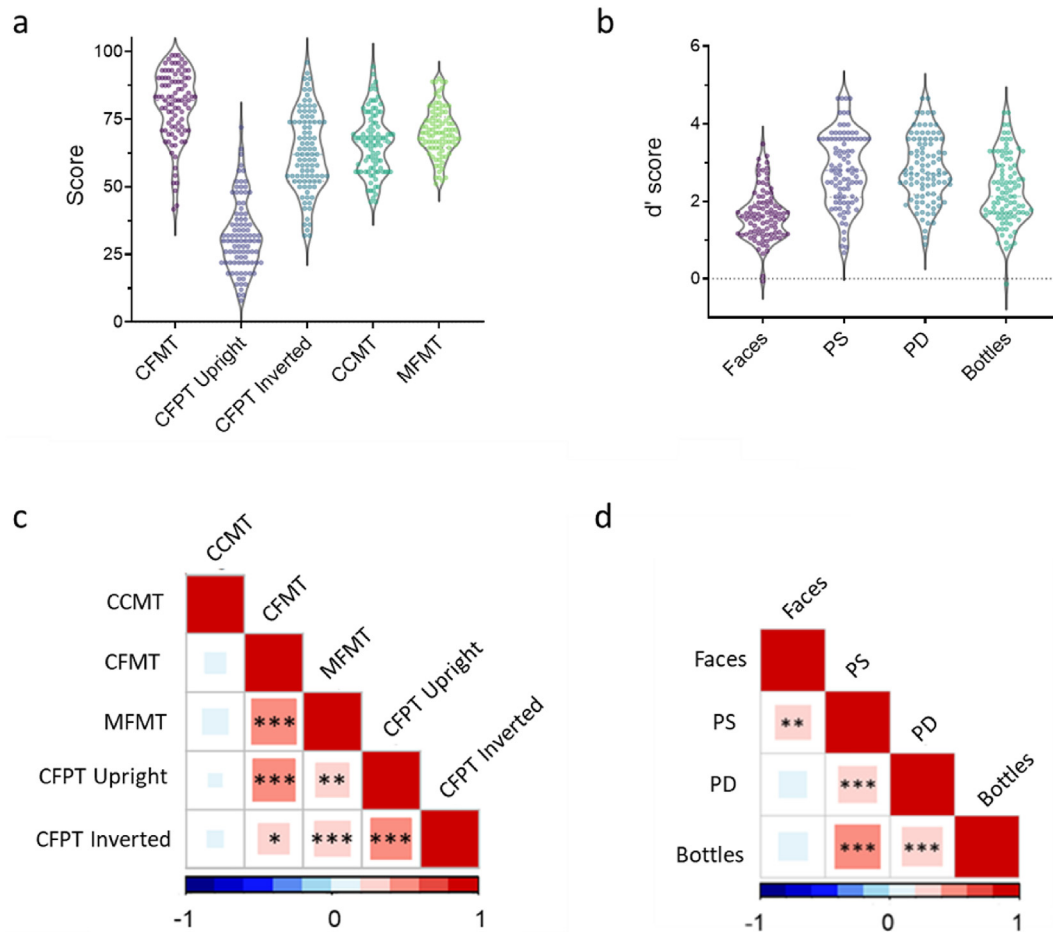 a
b
100
75
50
25
0
Score
CFMT
CFPT Upright
CFPT Inverted
CCMT
MFMT
6
4
2
0
d' score
Faces
PS
PD
Bottles
c
d
CCMT
CFMT
MFMT
CFPT Upright
CFPT Inverted
CCMT
CFMT
MFMT ***
CFPT Upright *** **
CFPT Inverted * *** ***
-1 0 1
Faces
PS
PD
Bottles
Faces
PS **
PD ***
Bottles *** ***
-1 0 1